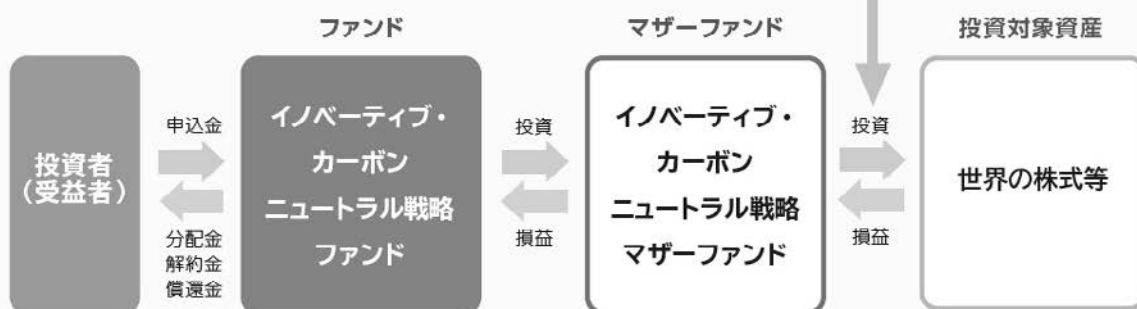 ファンド
マザーファンド
投資対象資産
投資者
（受益者）
申込金
分配金
解約金
償還金
イノベーティブ・
カーボン
ニュートラル戦略
ファンド
投資
損益
イノベーティブ・
カーボン
ニュートラル戦略
マザーファンド
投資
損益
世界の株式等